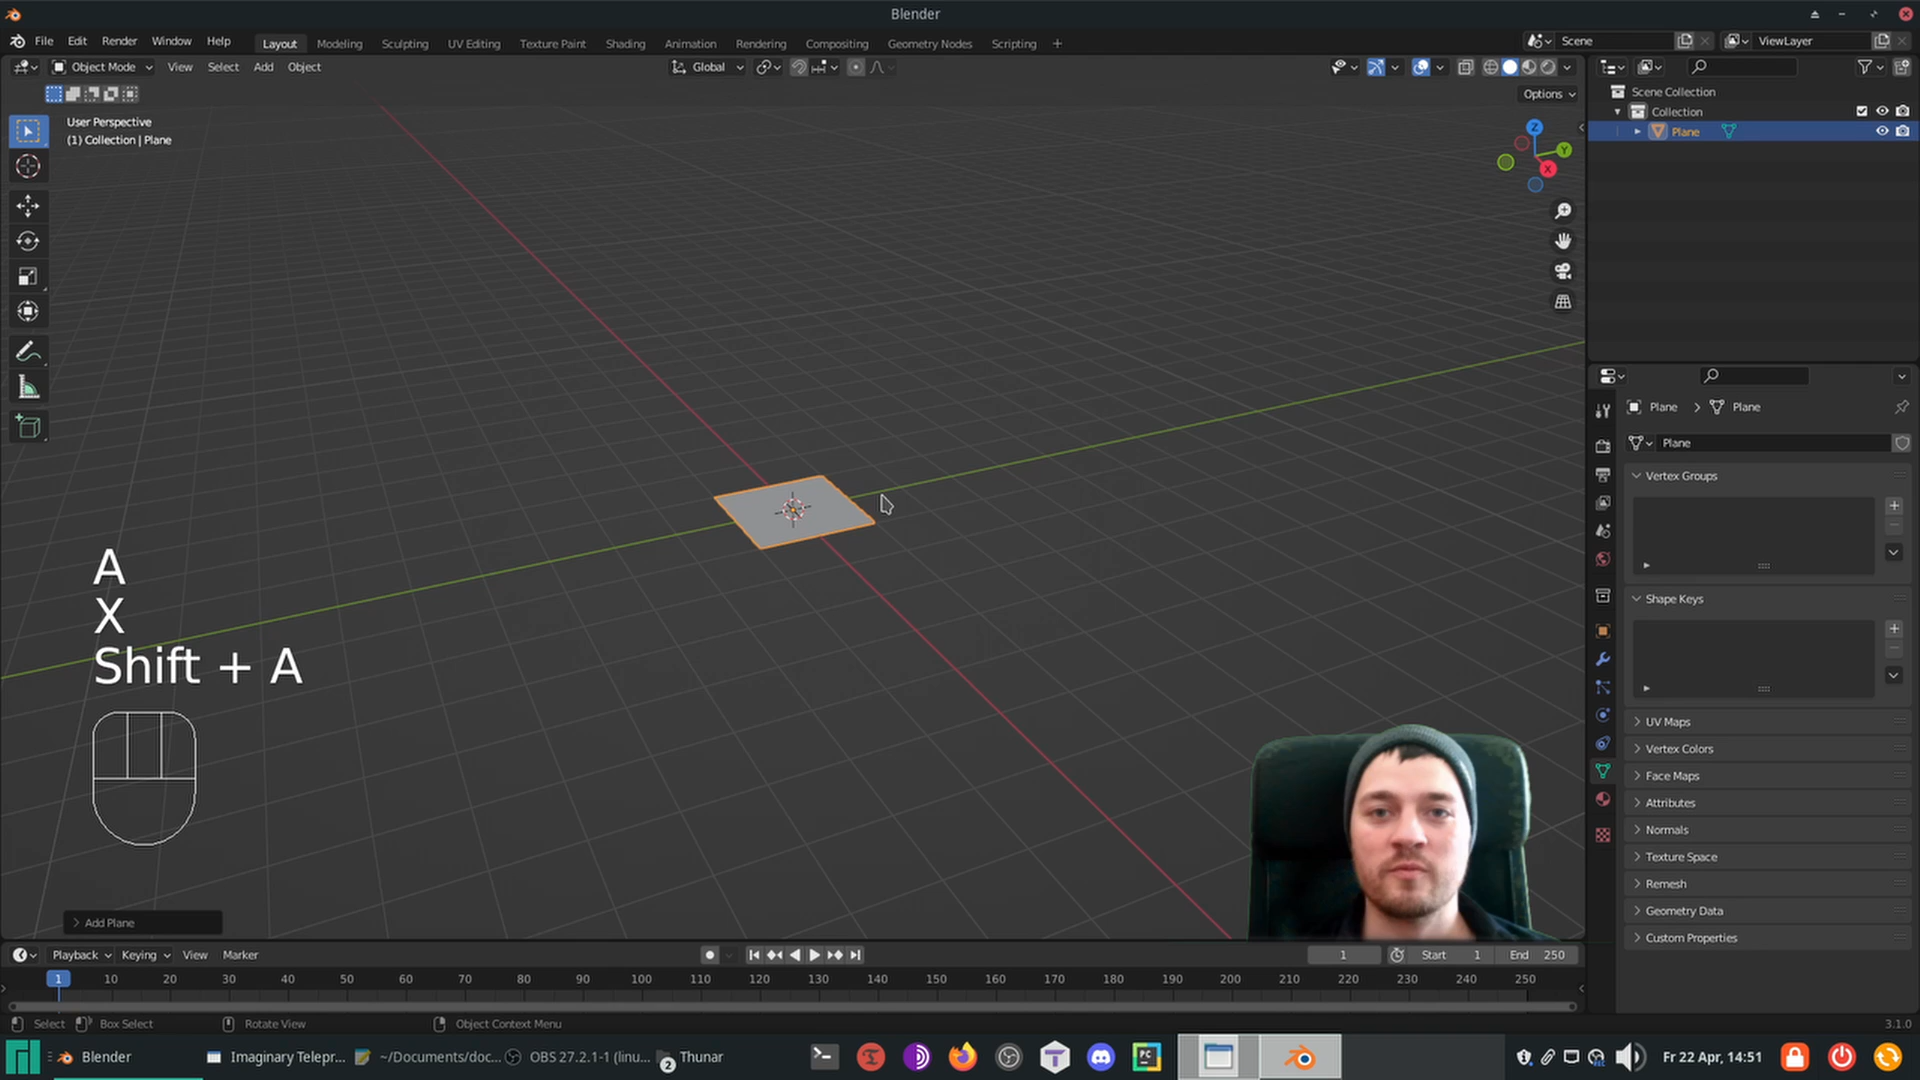 Blender
File Edit Render Window Help
Layout Modeling Sculpting UV Editing Texture Paint Shading Animation Rendering Compositing Geometry Nodes Scripting +
Scene
ViewLayer
Object Mode View Select Add Object
Global
Options
User Perspective
(1) Collection | Plane
Z
Y
X
Scene Collection
Collection
Plane
Plane > Plane
Plane
Vertex Groups
Shape Keys
UV Maps
Vertex Colors
Face Maps
Attributes
Normals
Texture Space
Remesh
Geometry Data
Custom Properties
A
X
Shift + A
Add Plane
Playback Keying View Marker
1
Start 1
End 250
1 10 20 30 40 50 60 70 80 90 100 110 120 130 140 150 160 170 180 190 200 210 220 230 240 250
Select Box Select Rotate View Object Context Menu
3.1.0
Blender
Imaginary Telepr...
~/Documents/doc...
OBS 27.2.1-1 (linu...
2
Thunar
PC
Fr 22 Apr, 14:51